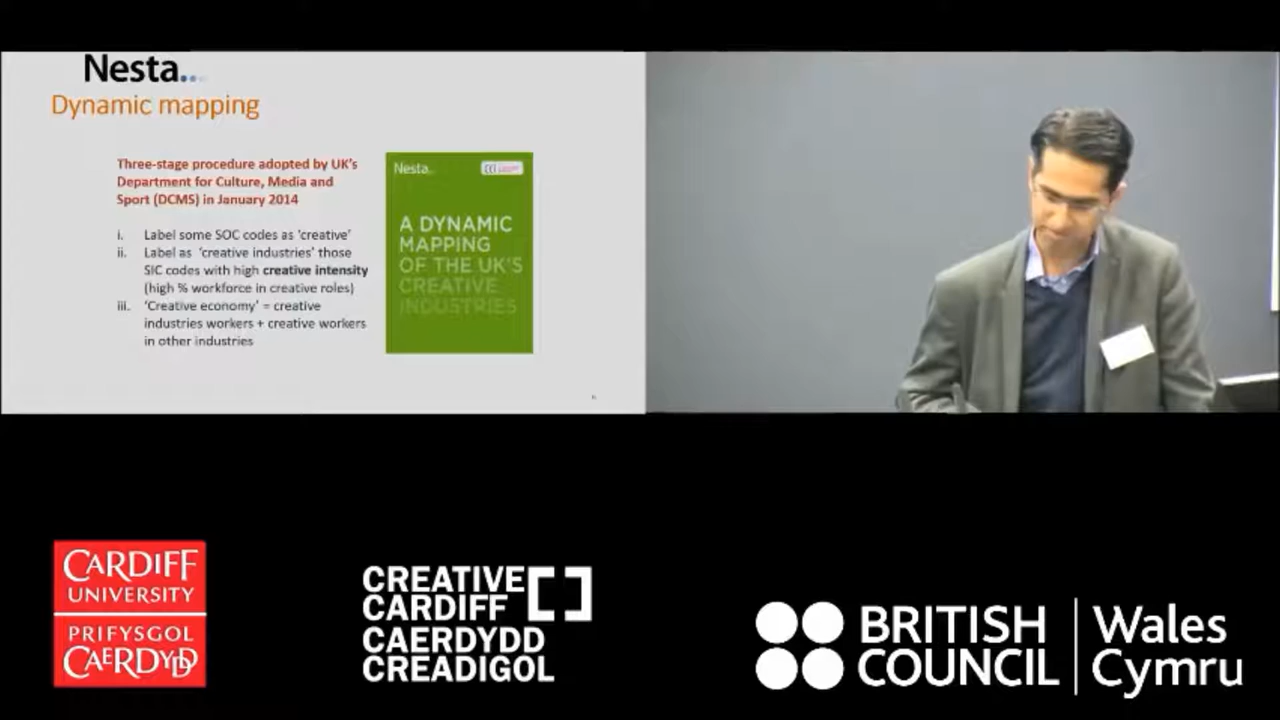 Nesta...
Dynamic mapping
Three-stage procedure adopted by UK's
Department for Culture, Media and
Sport (DCMS) in January 2014
i. Label some SOC codes as 'creative'
ii. Label as 'creative industries' those
SIC codes with high creative intensity
(high % workforce in creative roles)
iii. 'Creative economy' = creative
industries workers + creative workers
in other industries
Nesta..
A DYNAMIC
MAPPING
OF THE UK'S
CREATIVE
INDUSTRIES
CARDIFF
UNIVERSITY
PRIFYSGOL
CAERDYDD
CREATIVE
CARDIFF
CAERDYDD
CREADIGOL
BRITISH
COUNCIL
Wales
Cymru